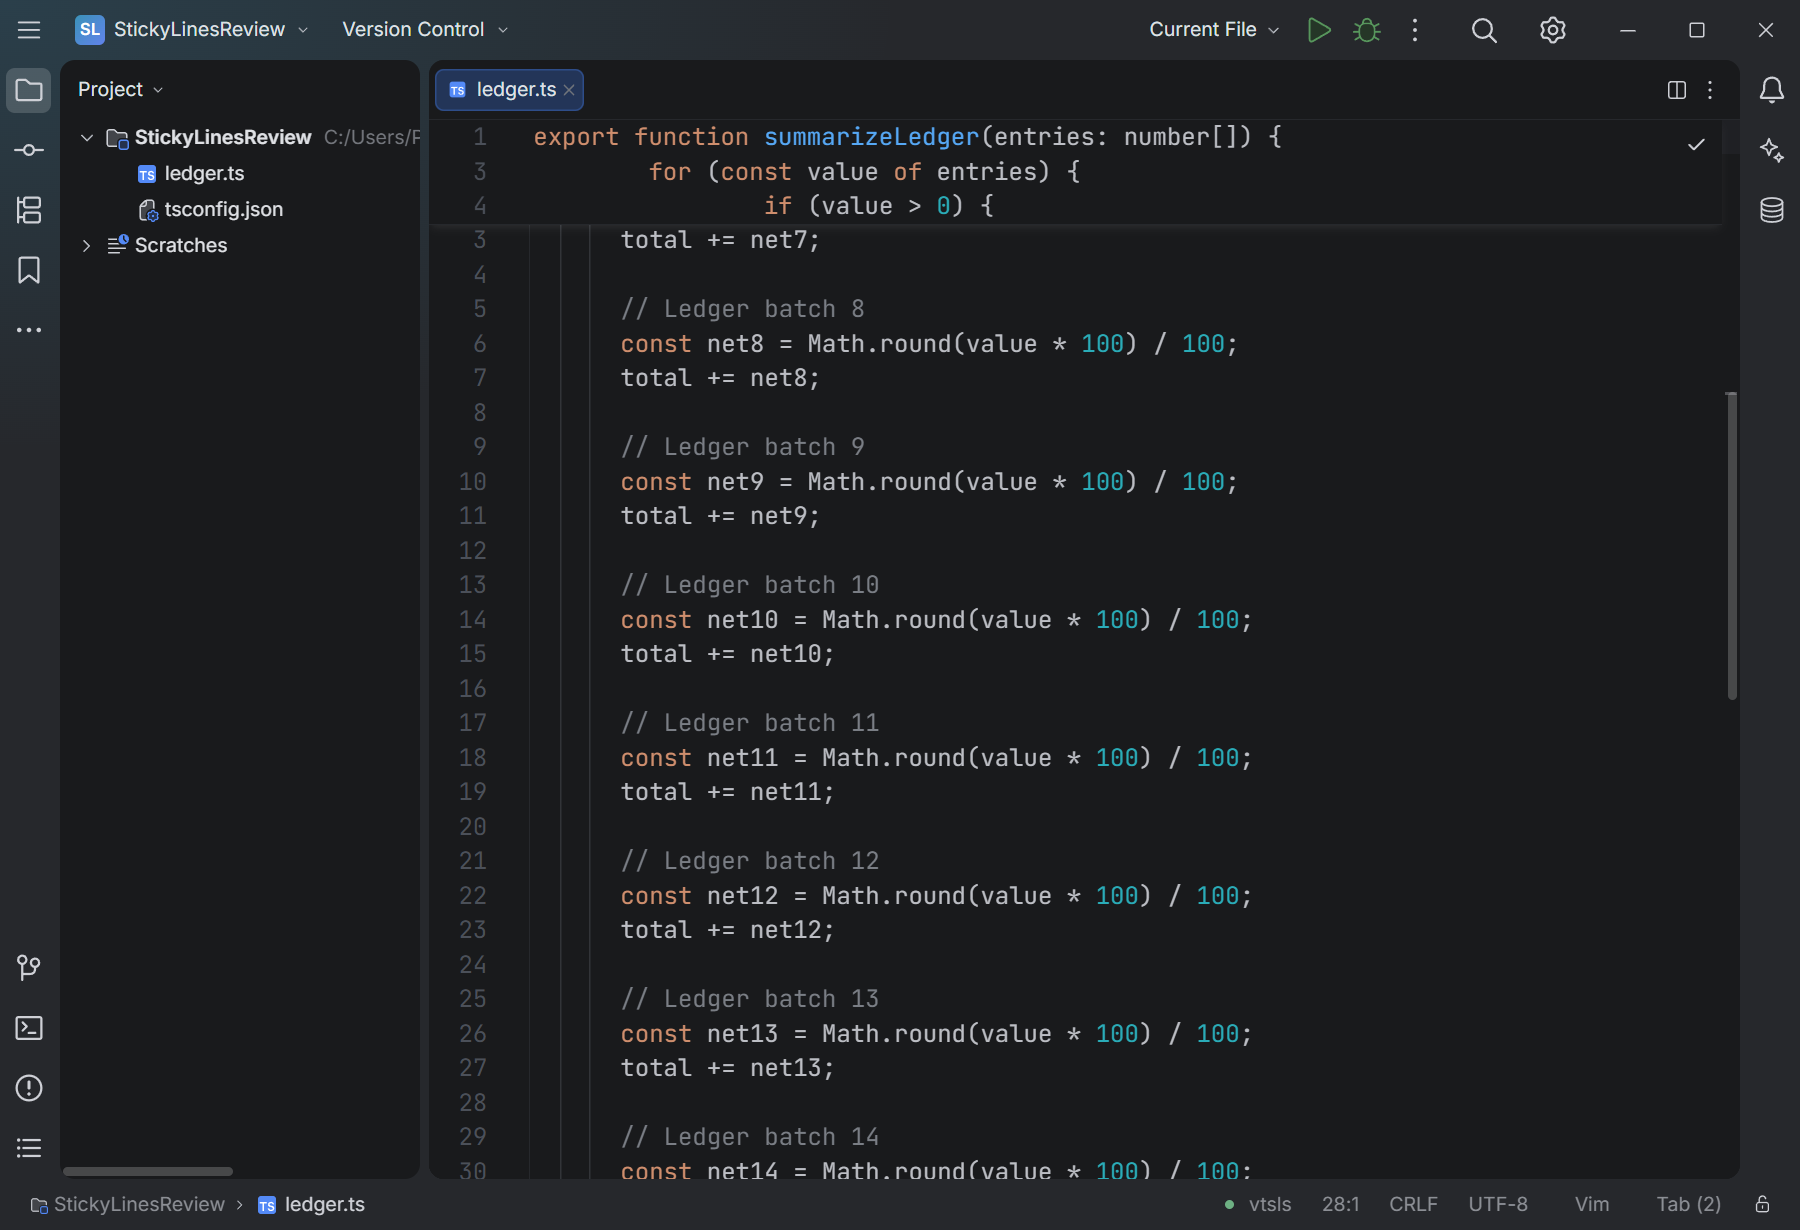 SL StickyLinesReview Version Control Current File
Project
StickyLinesReview C:/Users/P
TS ledger.ts
tsconfig.json
Scratches
TS ledger.ts
1 export function summarizeLedger(entries: number[]) {
3 for (const value of entries) {
4 if (value > 0) {
3 total += net7;
4
5 // Ledger batch 8
6 const net8 = Math.round(value * 100) / 100;
7 total += net8;
8
9 // Ledger batch 9
10 const net9 = Math.round(value * 100) / 100;
11 total += net9;
12
13 // Ledger batch 10
14 const net10 = Math.round(value * 100) / 100;
15 total += net10;
16
17 // Ledger batch 11
18 const net11 = Math.round(value * 100) / 100;
19 total += net11;
20
21 // Ledger batch 12
22 const net12 = Math.round(value * 100) / 100;
23 total += net12;
24
25 // Ledger batch 13
26 const net13 = Math.round(value * 100) / 100;
27 total += net13;
28
29 // Ledger batch 14
30 const net14 = Math.round(value * 100) / 100;
StickyLinesReview › TS ledger.ts vtsls 28:1 CRLF UTF-8 Vim Tab (2)